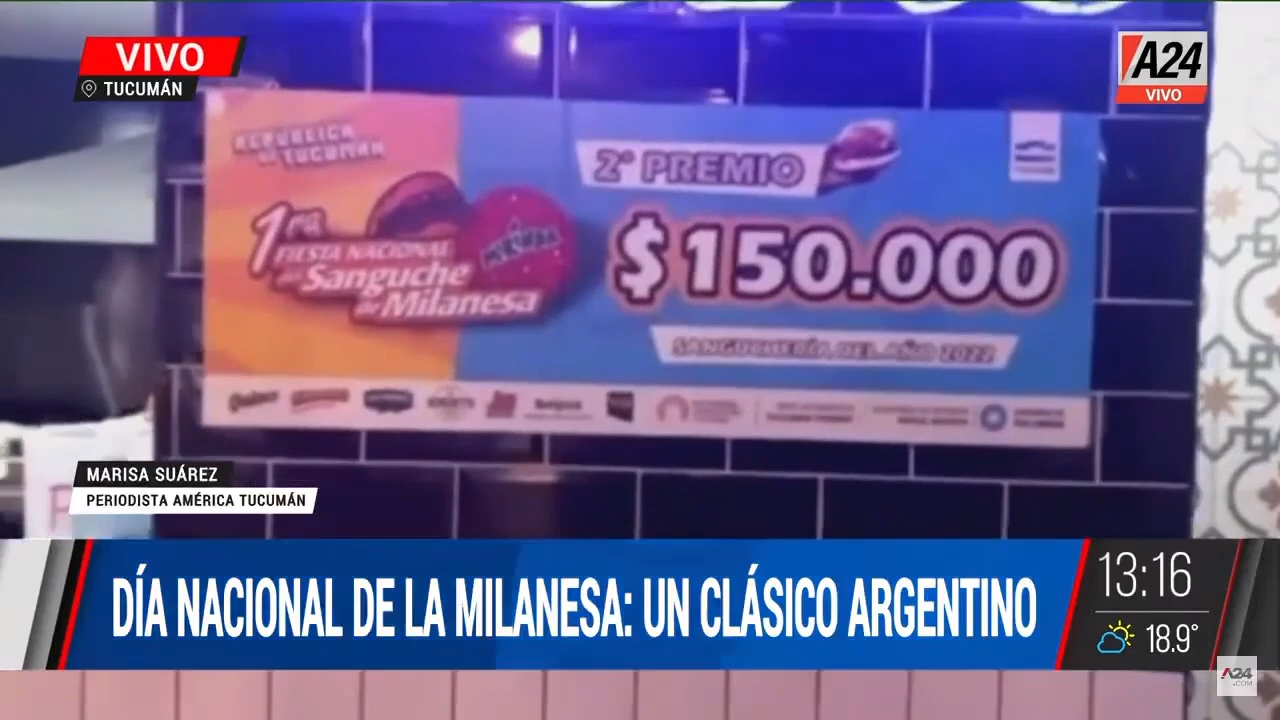 VIVO
TUCUMÁN
A24
VIVO
REPÚBLICA
DE TUCUMÁN
1ra
FIESTA NACIONAL
del Sanguche
de Milanesa
MIRINDA
2° PREMIO
$150.000
SANGUCHERÍA DEL AÑO 2022
MARISA SUÁREZ
PERIODISTA AMÉRICA TUCUMÁN
DÍA NACIONAL DE LA MILANESA: UN CLÁSICO ARGENTINO
13:16
18.9°
A24
.COM